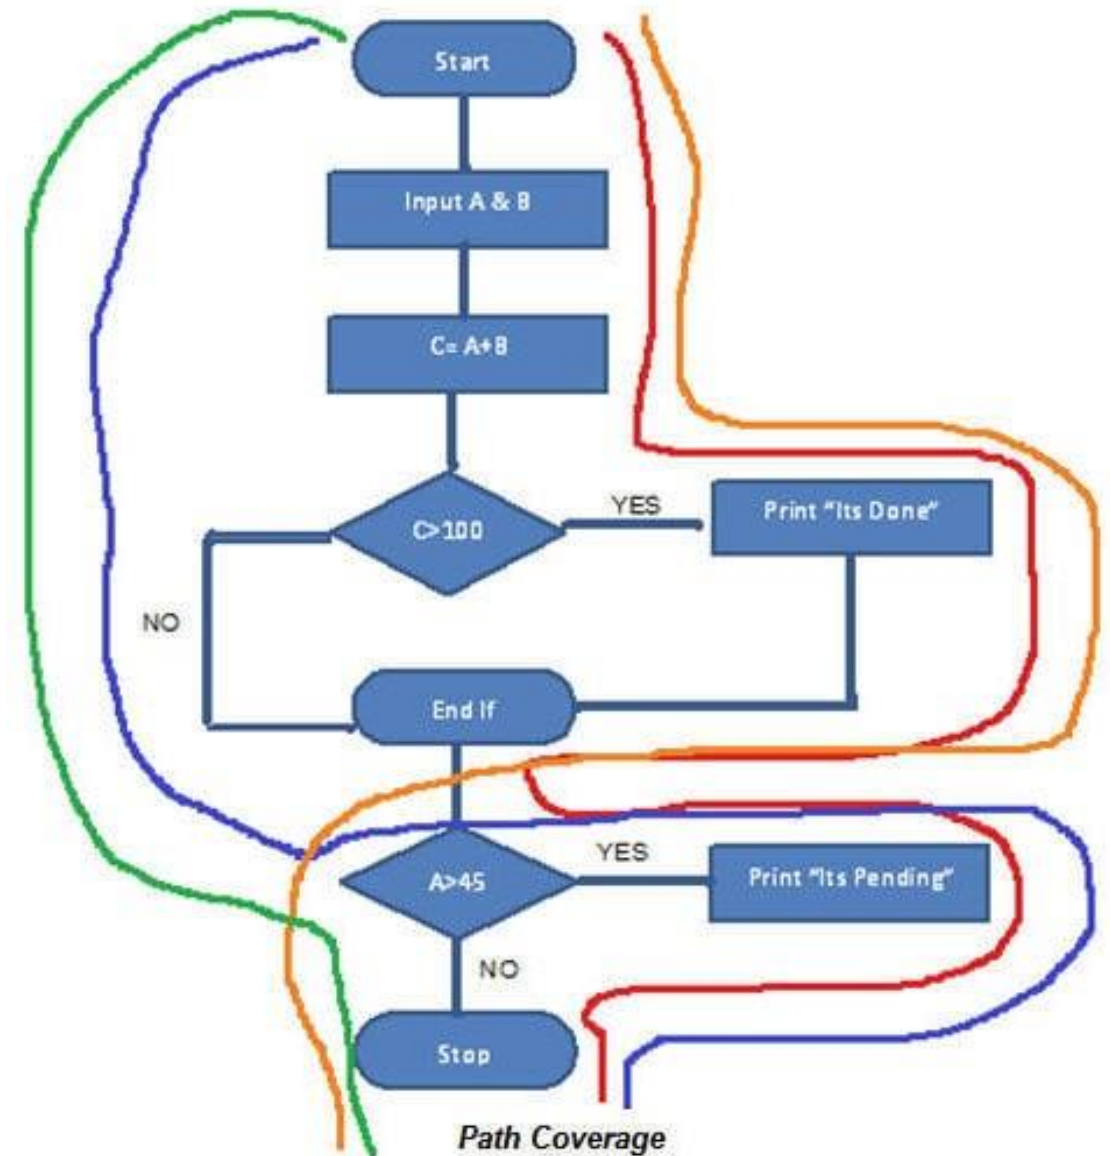 Start
Input A & B
C= A+B
C>100
YES
Print “Its Done”
NO
End If
A>45
YES
Print “Its Pending”
NO
Stop
Path Coverage